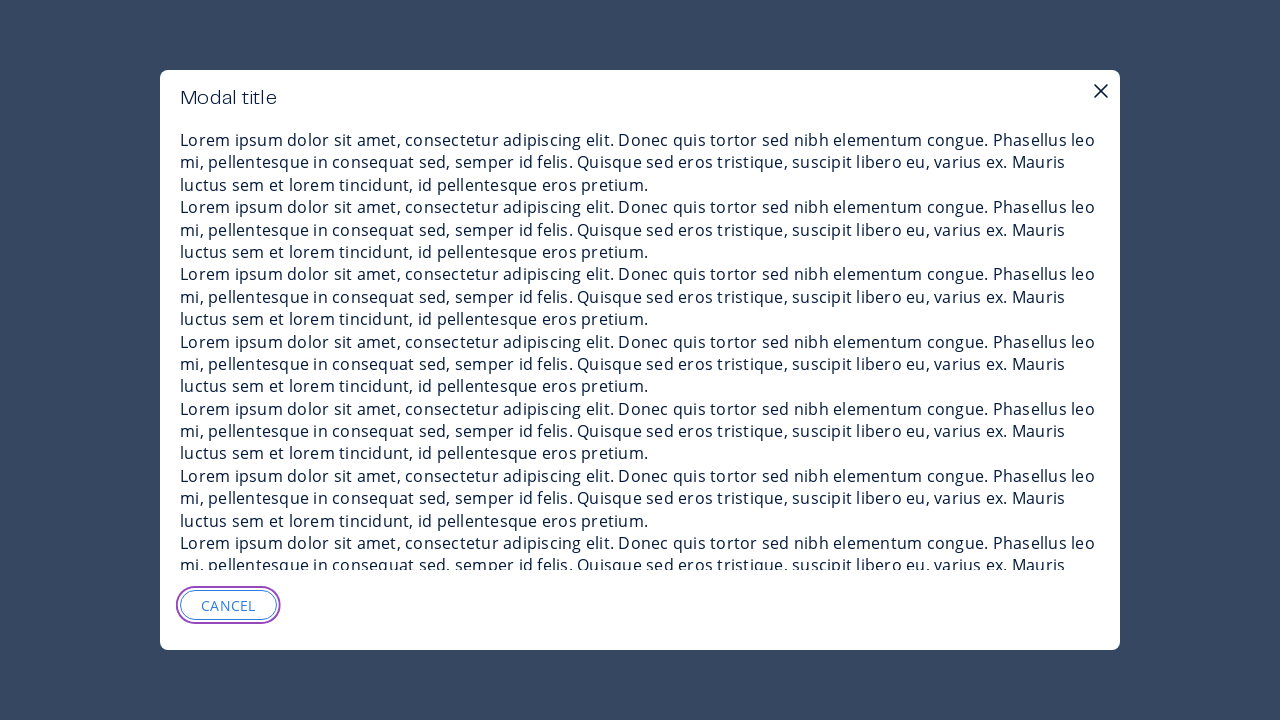 Modal title
Lorem ipsum dolor sit amet, consectetur adipiscing elit. Donec quis tortor sed nibh elementum congue. Phasellus leo
mi, pellentesque in consequat sed, semper id felis. Quisque sed eros tristique, suscipit libero eu, varius ex. Mauris
luctus sem et lorem tincidunt, id pellentesque eros pretium.
Lorem ipsum dolor sit amet, consectetur adipiscing elit. Donec quis tortor sed nibh elementum congue. Phasellus leo
mi, pellentesque in consequat sed, semper id felis. Quisque sed eros tristique, suscipit libero eu, varius ex. Mauris
luctus sem et lorem tincidunt, id pellentesque eros pretium.
Lorem ipsum dolor sit amet, consectetur adipiscing elit. Donec quis tortor sed nibh elementum congue. Phasellus leo
mi, pellentesque in consequat sed, semper id felis. Quisque sed eros tristique, suscipit libero eu, varius ex. Mauris
luctus sem et lorem tincidunt, id pellentesque eros pretium.
Lorem ipsum dolor sit amet, consectetur adipiscing elit. Donec quis tortor sed nibh elementum congue. Phasellus leo
mi, pellentesque in consequat sed, semper id felis. Quisque sed eros tristique, suscipit libero eu, varius ex. Mauris
luctus sem et lorem tincidunt, id pellentesque eros pretium.
Lorem ipsum dolor sit amet, consectetur adipiscing elit. Donec quis tortor sed nibh elementum congue. Phasellus leo
mi, pellentesque in consequat sed, semper id felis. Quisque sed eros tristique, suscipit libero eu, varius ex. Mauris
luctus sem et lorem tincidunt, id pellentesque eros pretium.
Lorem ipsum dolor sit amet, consectetur adipiscing elit. Donec quis tortor sed nibh elementum congue. Phasellus leo
mi, pellentesque in consequat sed, semper id felis. Quisque sed eros tristique, suscipit libero eu, varius ex. Mauris
luctus sem et lorem tincidunt, id pellentesque eros pretium.
Lorem ipsum dolor sit amet, consectetur adipiscing elit. Donec quis tortor sed nibh elementum congue. Phasellus leo
mi, pellentesque in consequat sed, semper id felis. Quisque sed eros tristique, suscipit libero eu, varius ex. Mauris
CANCEL